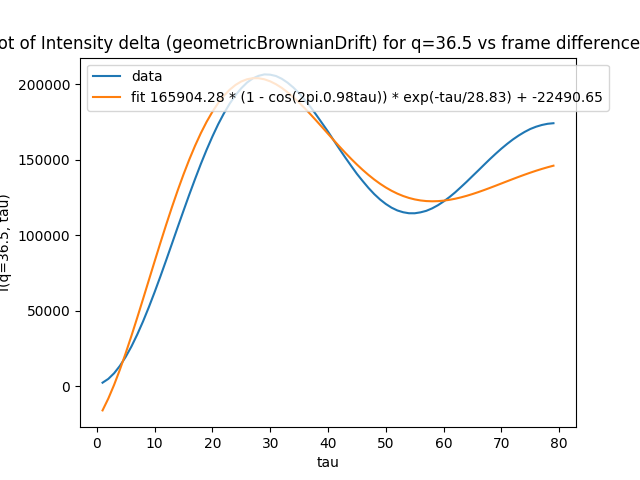 ot of Intensity delta (geometricBrownianDrift) for q=36.5 vs frame difference
data
fit 165904.28 * (1 - cos(2pi.0.98tau)) * exp(-tau/28.83) + -22490.65
200000
150000
100000
50000
0
I(q=36.5, tau)
0 10 20 30 40 50 60 70 80
tau